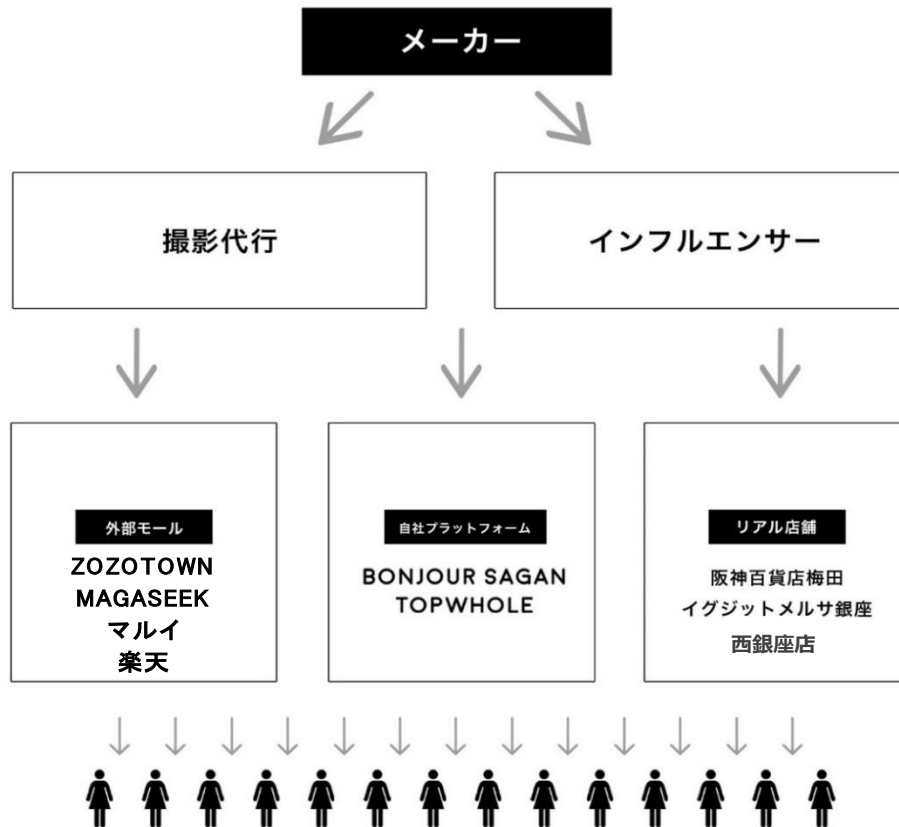 メーカー
撮影代行
インフルエンサー
外部モール
ZOZOTOWN
MAGASEEK
マルイ
楽天
自社プラットフォーム
BONJOUR SAGAN
TOPWHOLE
リアル店舗
阪神百貨店梅田
イグジットメルサ銀座
西銀座店